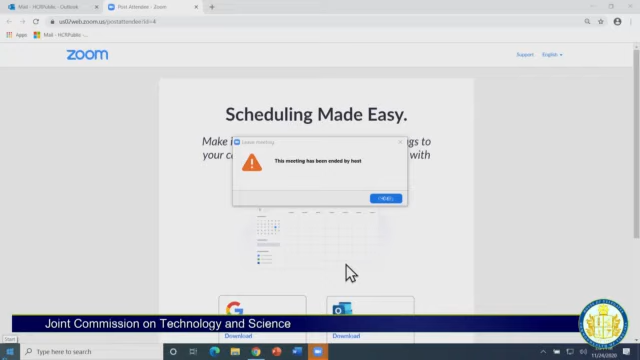 Mail - HCRPublic - Outlook
Post Attendee - Zoom
us02web.zoom.us/postattendee?id=4
Apps
Mail - HCRPublic -
zoom
Support
English
Scheduling Made Easy.
Make i
gs to
your ca
with
Leave meeting
This meeting has been ended by host
Download
Download
Joint Commission on Technology and Science
Start
Type here to search
11/24/2020